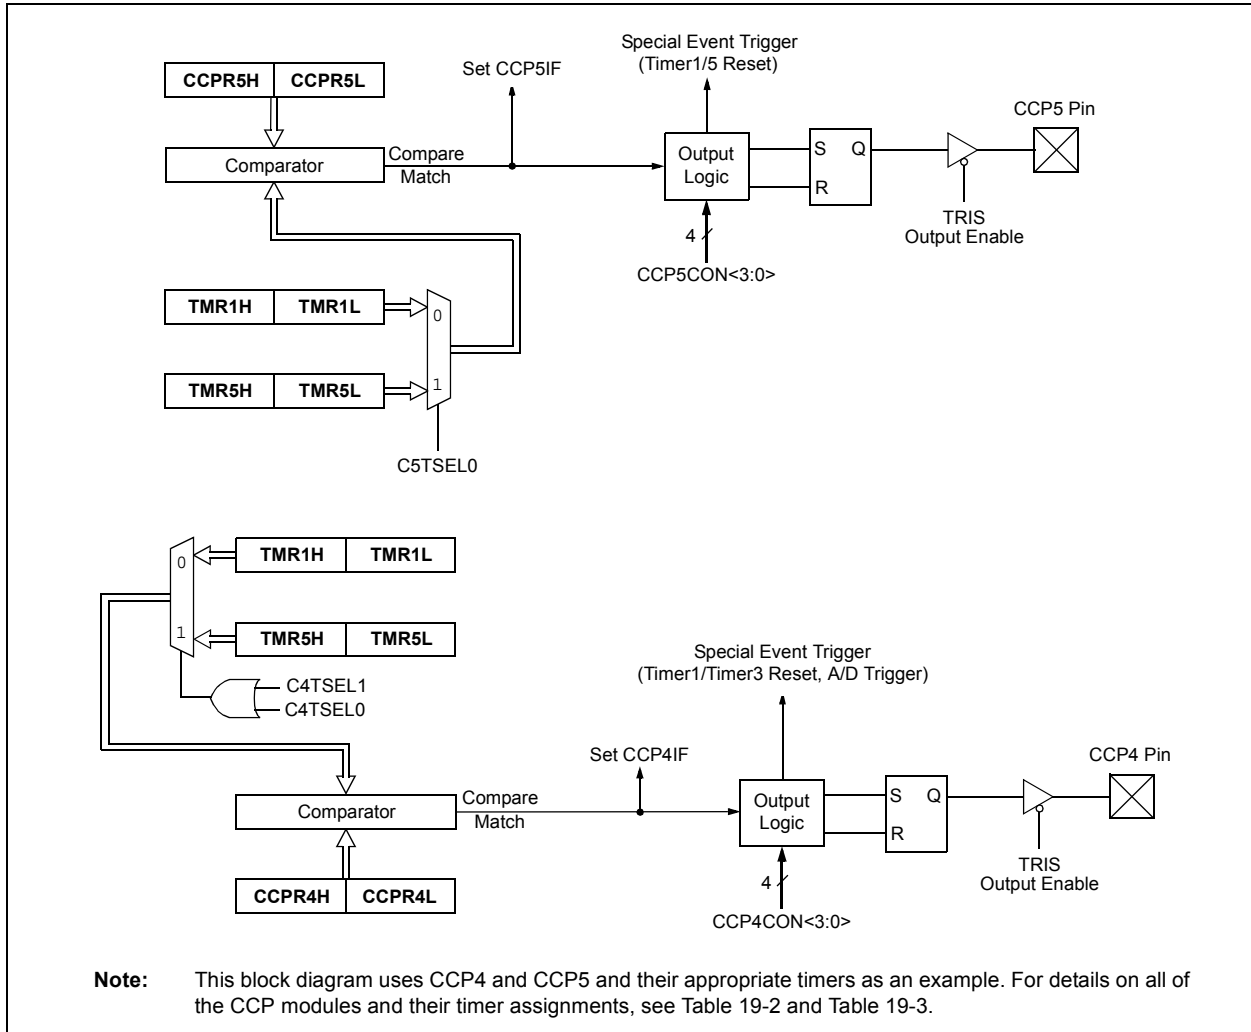 Special Event Trigger
(Timer1/5 Reset)
Set CCP5IF
CCPR5H CCPR5L
CCP5 Pin
Comparator
Compare
Match
Output
Logic
S Q
R
TRIS
Output Enable
4
CCP5CON<3:0>
TMR1H TMR1L
0
TMR5H TMR5L
1
C5TSEL0
TMR1H TMR1L
0
TMR5H TMR5L
1
C4TSEL1
C4TSEL0
Special Event Trigger
(Timer1/Timer3 Reset, A/D Trigger)
Set CCP4IF
CCP4 Pin
Comparator
Compare
Match
Output
Logic
S Q
R
TRIS
Output Enable
4
CCPR4H CCPR4L
CCP4CON<3:0>
Note: This block diagram uses CCP4 and CCP5 and their appropriate timers as an example. For details on all of
the CCP modules and their timer assignments, see Table 19-2 and Table 19-3.